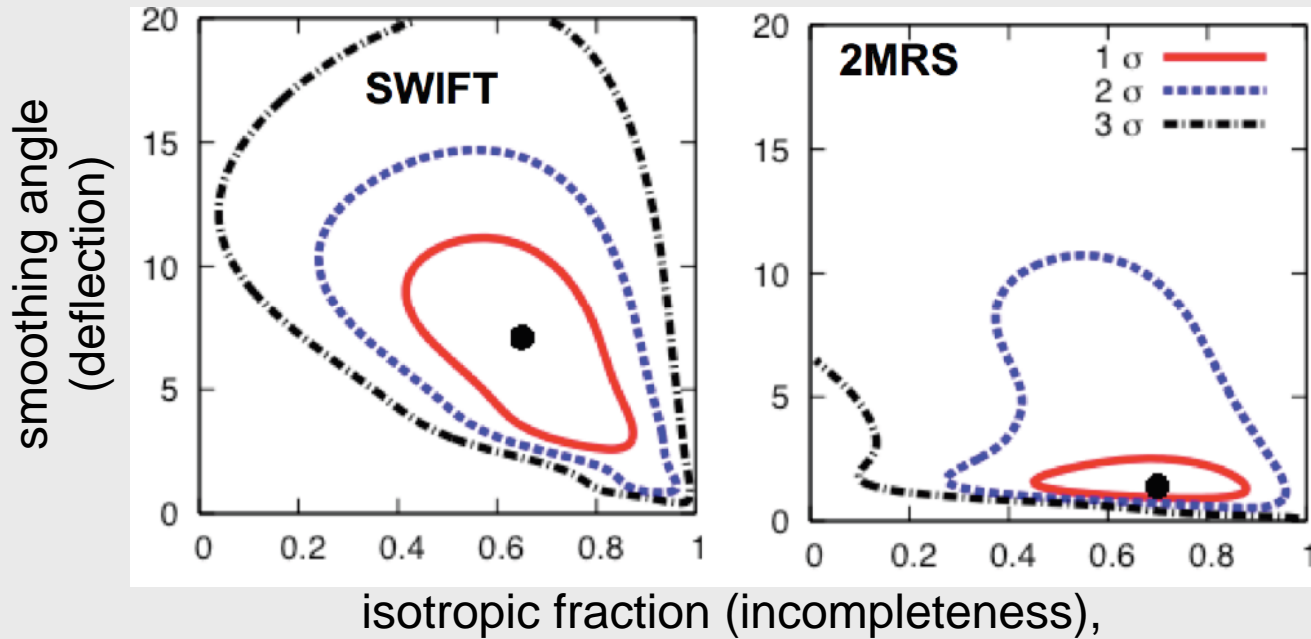 smoothing angle
(deflection)
20
15
10
5
0
SWIFT
0 0.2 0.4 0.6 0.8 1
20
15
10
5
0
2MRS
1 σ
2 σ
3 σ
0 0.2 0.4 0.6 0.8 1
isotropic fraction (incompleteness),